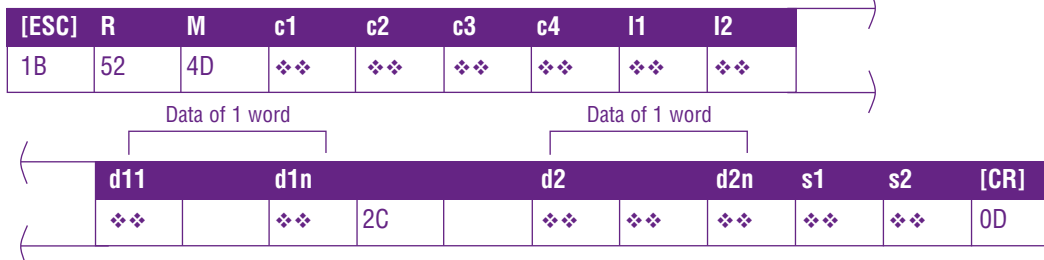 [ESC] R M c1 c2 c3 c4 l1 l2
1B 52 4D ❖❖ ❖❖ ❖❖ ❖❖ ❖❖ ❖❖
Data of 1 word Data of 1 word
d11 d1n d2 d2n s1 s2 [CR]
❖❖ ❖❖ 2C ❖❖ ❖❖ ❖❖ ❖❖ ❖❖ 0D